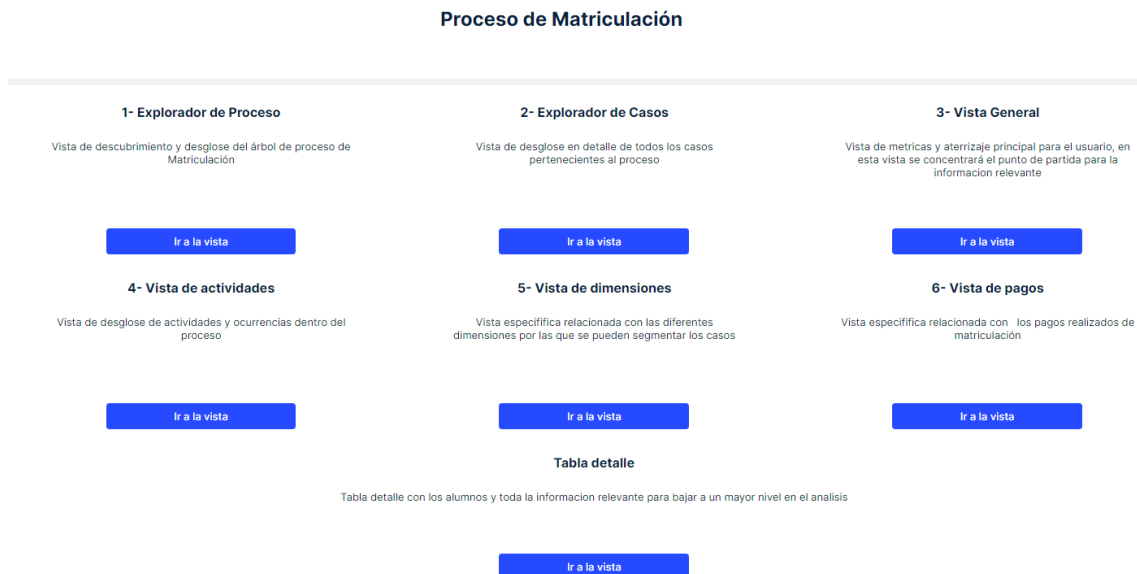 Proceso de Matriculación
1- Explorador de Proceso
Vista de descubrimiento y desglose del árbol de proceso de
Matriculación
Ir a la vista
2- Explorador de Casos
Vista de desglose en detalle de todos los casos
pertenecientes al proceso
Ir a la vista
3- Vista General
Vista de metricas y aterrizaje principal para el usuario, en
esta vista se concentrará el punto de partida para la
informacion relevante
Ir a la vista
4- Vista de actividades
Vista de desglose de actividades y ocurrencias dentro del
proceso
Ir a la vista
5- Vista de dimensiones
Vista especififica relacionada con las diferentes
dimensiones por las que se pueden segmentar los casos
Ir a la vista
6- Vista de pagos
Vista especififica relacionada con los pagos realizados de
matriculación
Ir a la vista
Tabla detalle
Tabla detalle con los alumnos y toda la informacion relevante para bajar a un mayor nivel en el analisis
Ir a la vista